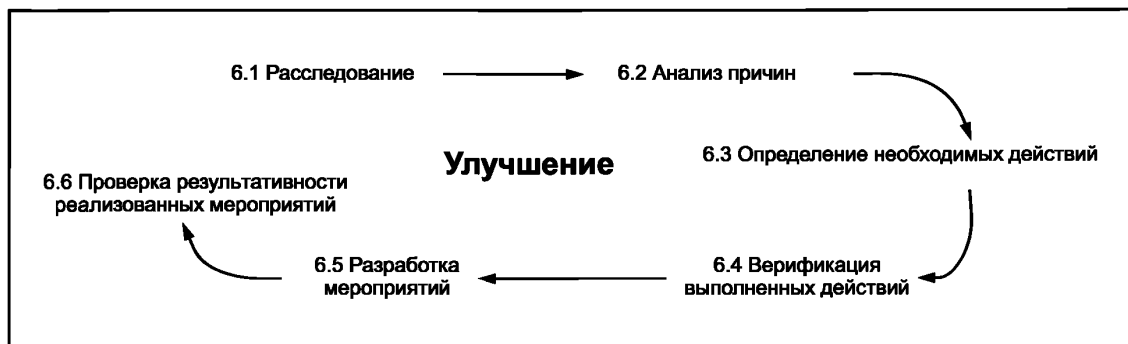 6.1 Расследование
6.2 Анализ причин
6.3 Определение необходимых действий
Улучшение
6.6 Проверка результативности
реализованных мероприятий
6.5 Разработка
мероприятий
6.4 Верификация
выполненных действий